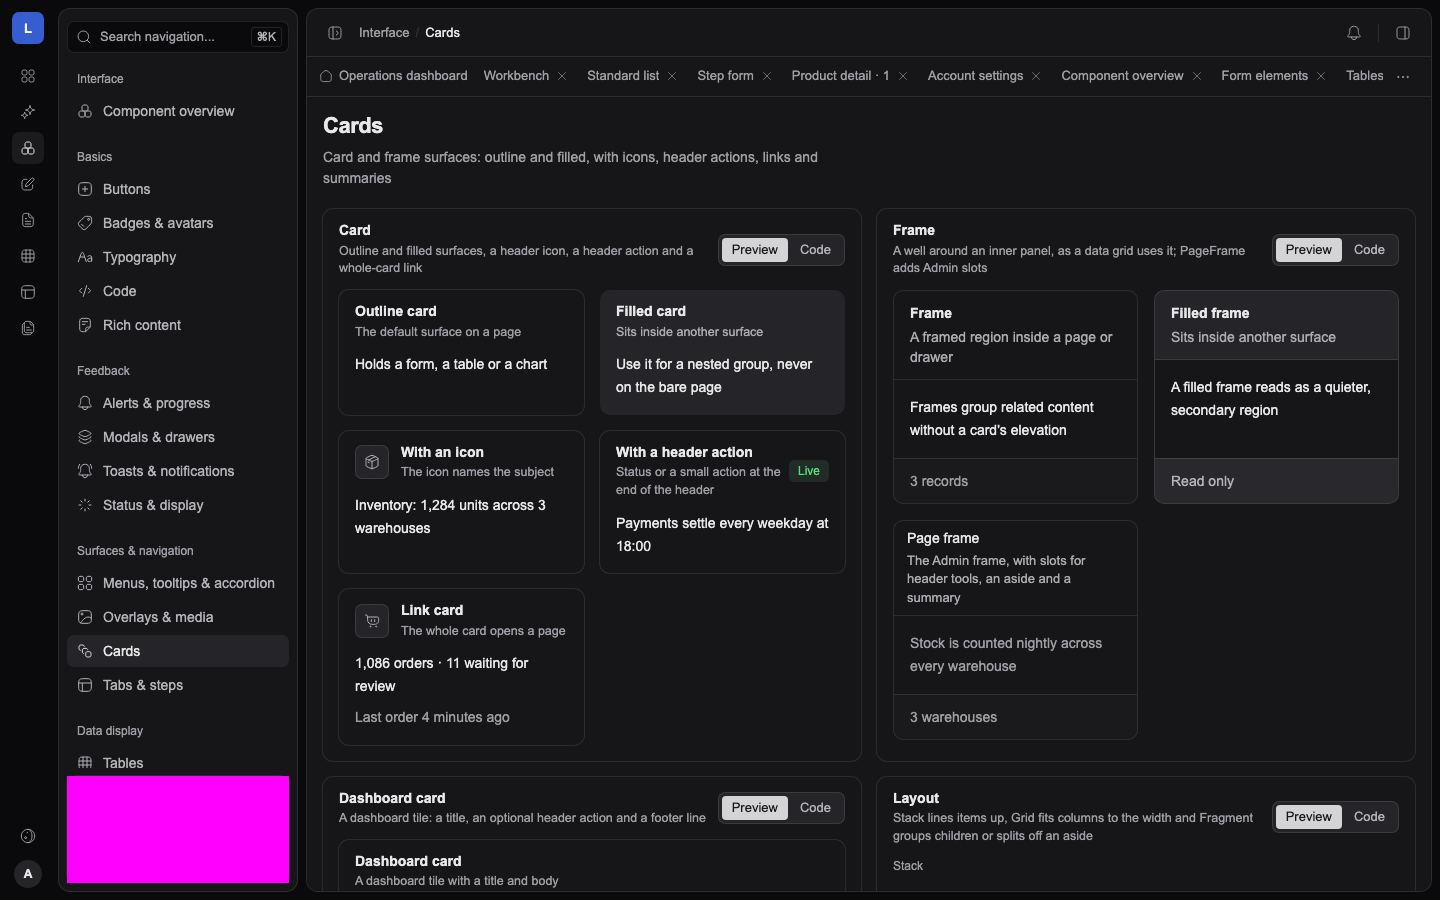 L
Search navigation...
⌘K
Interface
Component overview
Basics
Buttons
Badges & avatars
Aa Typography
Code
Rich content
Feedback
Alerts & progress
Modals & drawers
Toasts & notifications
Status & display
Surfaces & navigation
Menus, tooltips & accordion
Overlays & media
Cards
Tabs & steps
Data display
Tables
A
Interface / Cards
Operations dashboard
Workbench
Standard list
Step form
Product detail · 1
Account settings
Component overview
Form elements
Tables
Cards
Card and frame surfaces: outline and filled, with icons, header actions, links and
summaries
Card
Outline and filled surfaces, a header icon, a header action and a
whole-card link
Preview
Code
Outline card
The default surface on a page
Holds a form, a table or a chart
Filled card
Sits inside another surface
Use it for a nested group, never
on the bare page
With an icon
The icon names the subject
Inventory: 1,284 units across 3
warehouses
With a header action
Status or a small action at the
end of the header
Live
Payments settle every weekday at
18:00
Link card
The whole card opens a page
1,086 orders · 11 waiting for
review
Last order 4 minutes ago
Frame
A well around an inner panel, as a data grid uses it; PageFrame
adds Admin slots
Preview
Code
Frame
A framed region inside a page or
drawer
Frames group related content
without a card's elevation
3 records
Filled frame
Sits inside another surface
A filled frame reads as a quieter,
secondary region
Read only
Page frame
The Admin frame, with slots for
header tools, an aside and a
summary
Stock is counted nightly across
every warehouse
3 warehouses
Dashboard card
A dashboard tile: a title, an optional header action and a footer line
Preview
Code
Dashboard card
A dashboard tile with a title and body
Layout
Stack lines items up, Grid fits columns to the width and Fragment
groups children or splits off an aside
Preview
Code
Stack